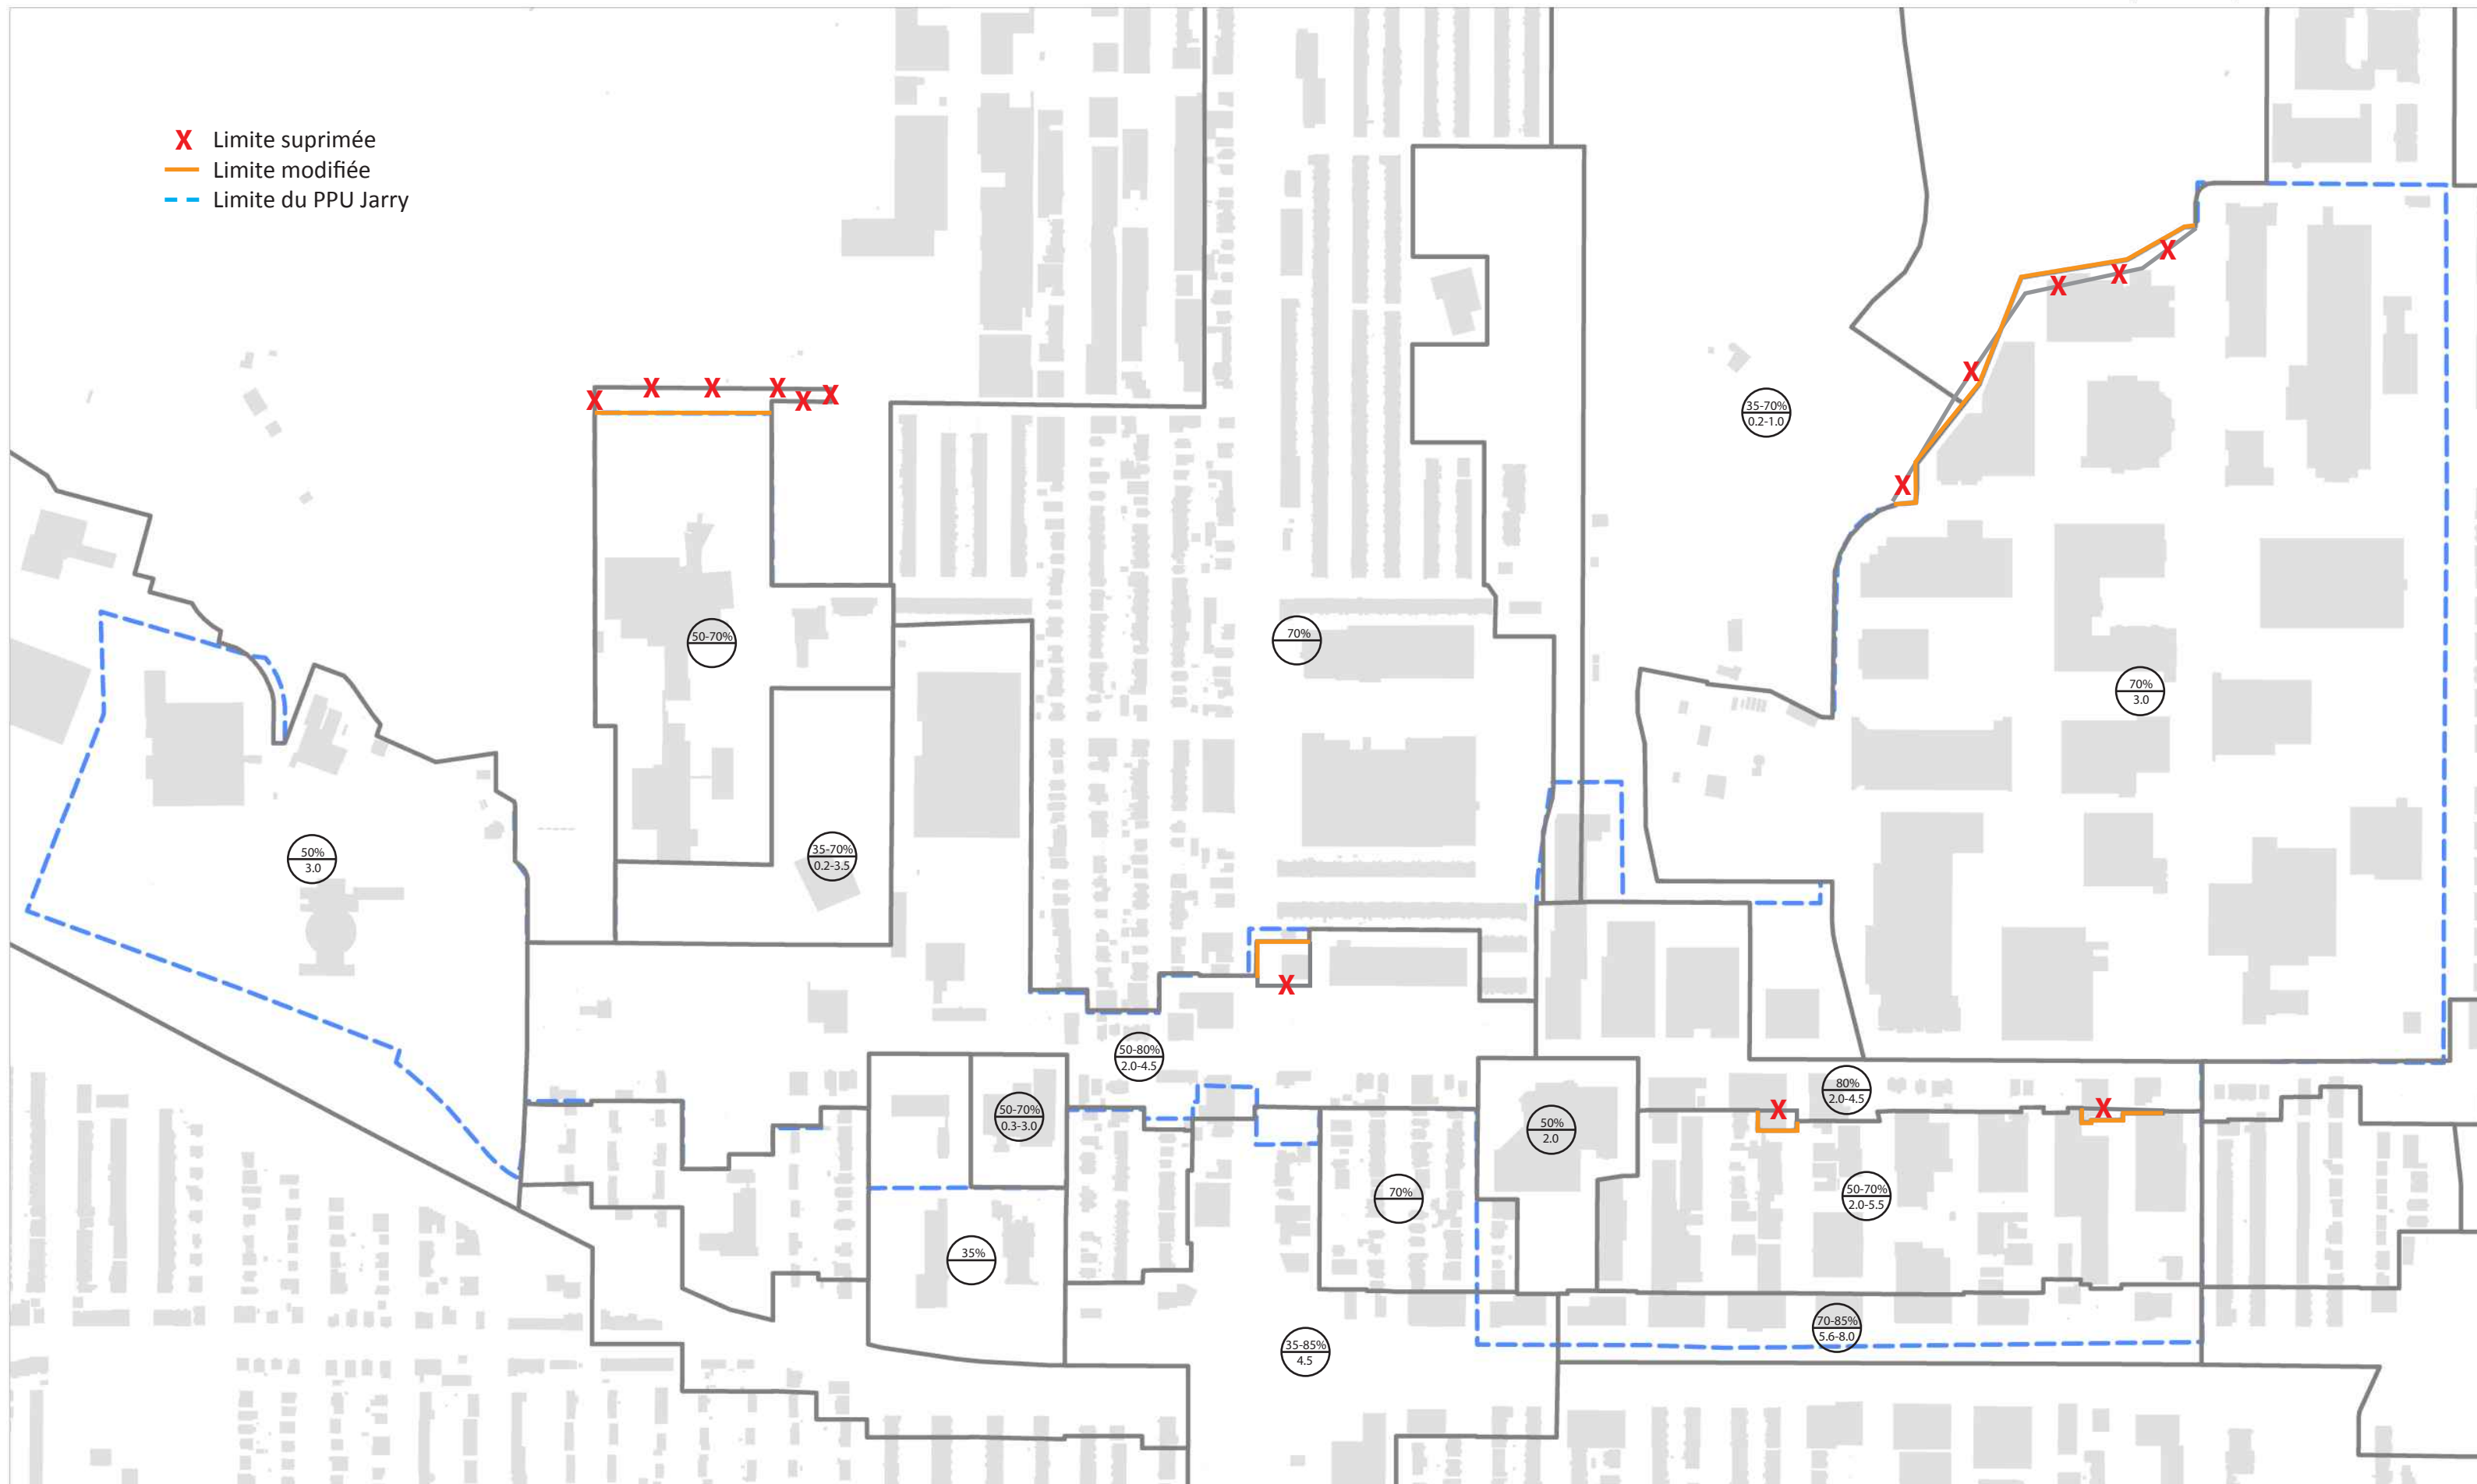 X Limite suprimée
Limite modifiée
Limite du PPU Jarry
X X X X
X X X
X X X X X
35-70%
0.2-1.0
50-70%
70%
70%
3.0
50%
3.0
35-70%
0.2-3.5
X
50-80%
2.0-4.5
80%
2.0-4.5
X
X
50-70%
0.3-3.0
50%
2.0
70%
50-70%
2.0-5.5
35%
70-85%
5.6-8.0
35-85%
4.5